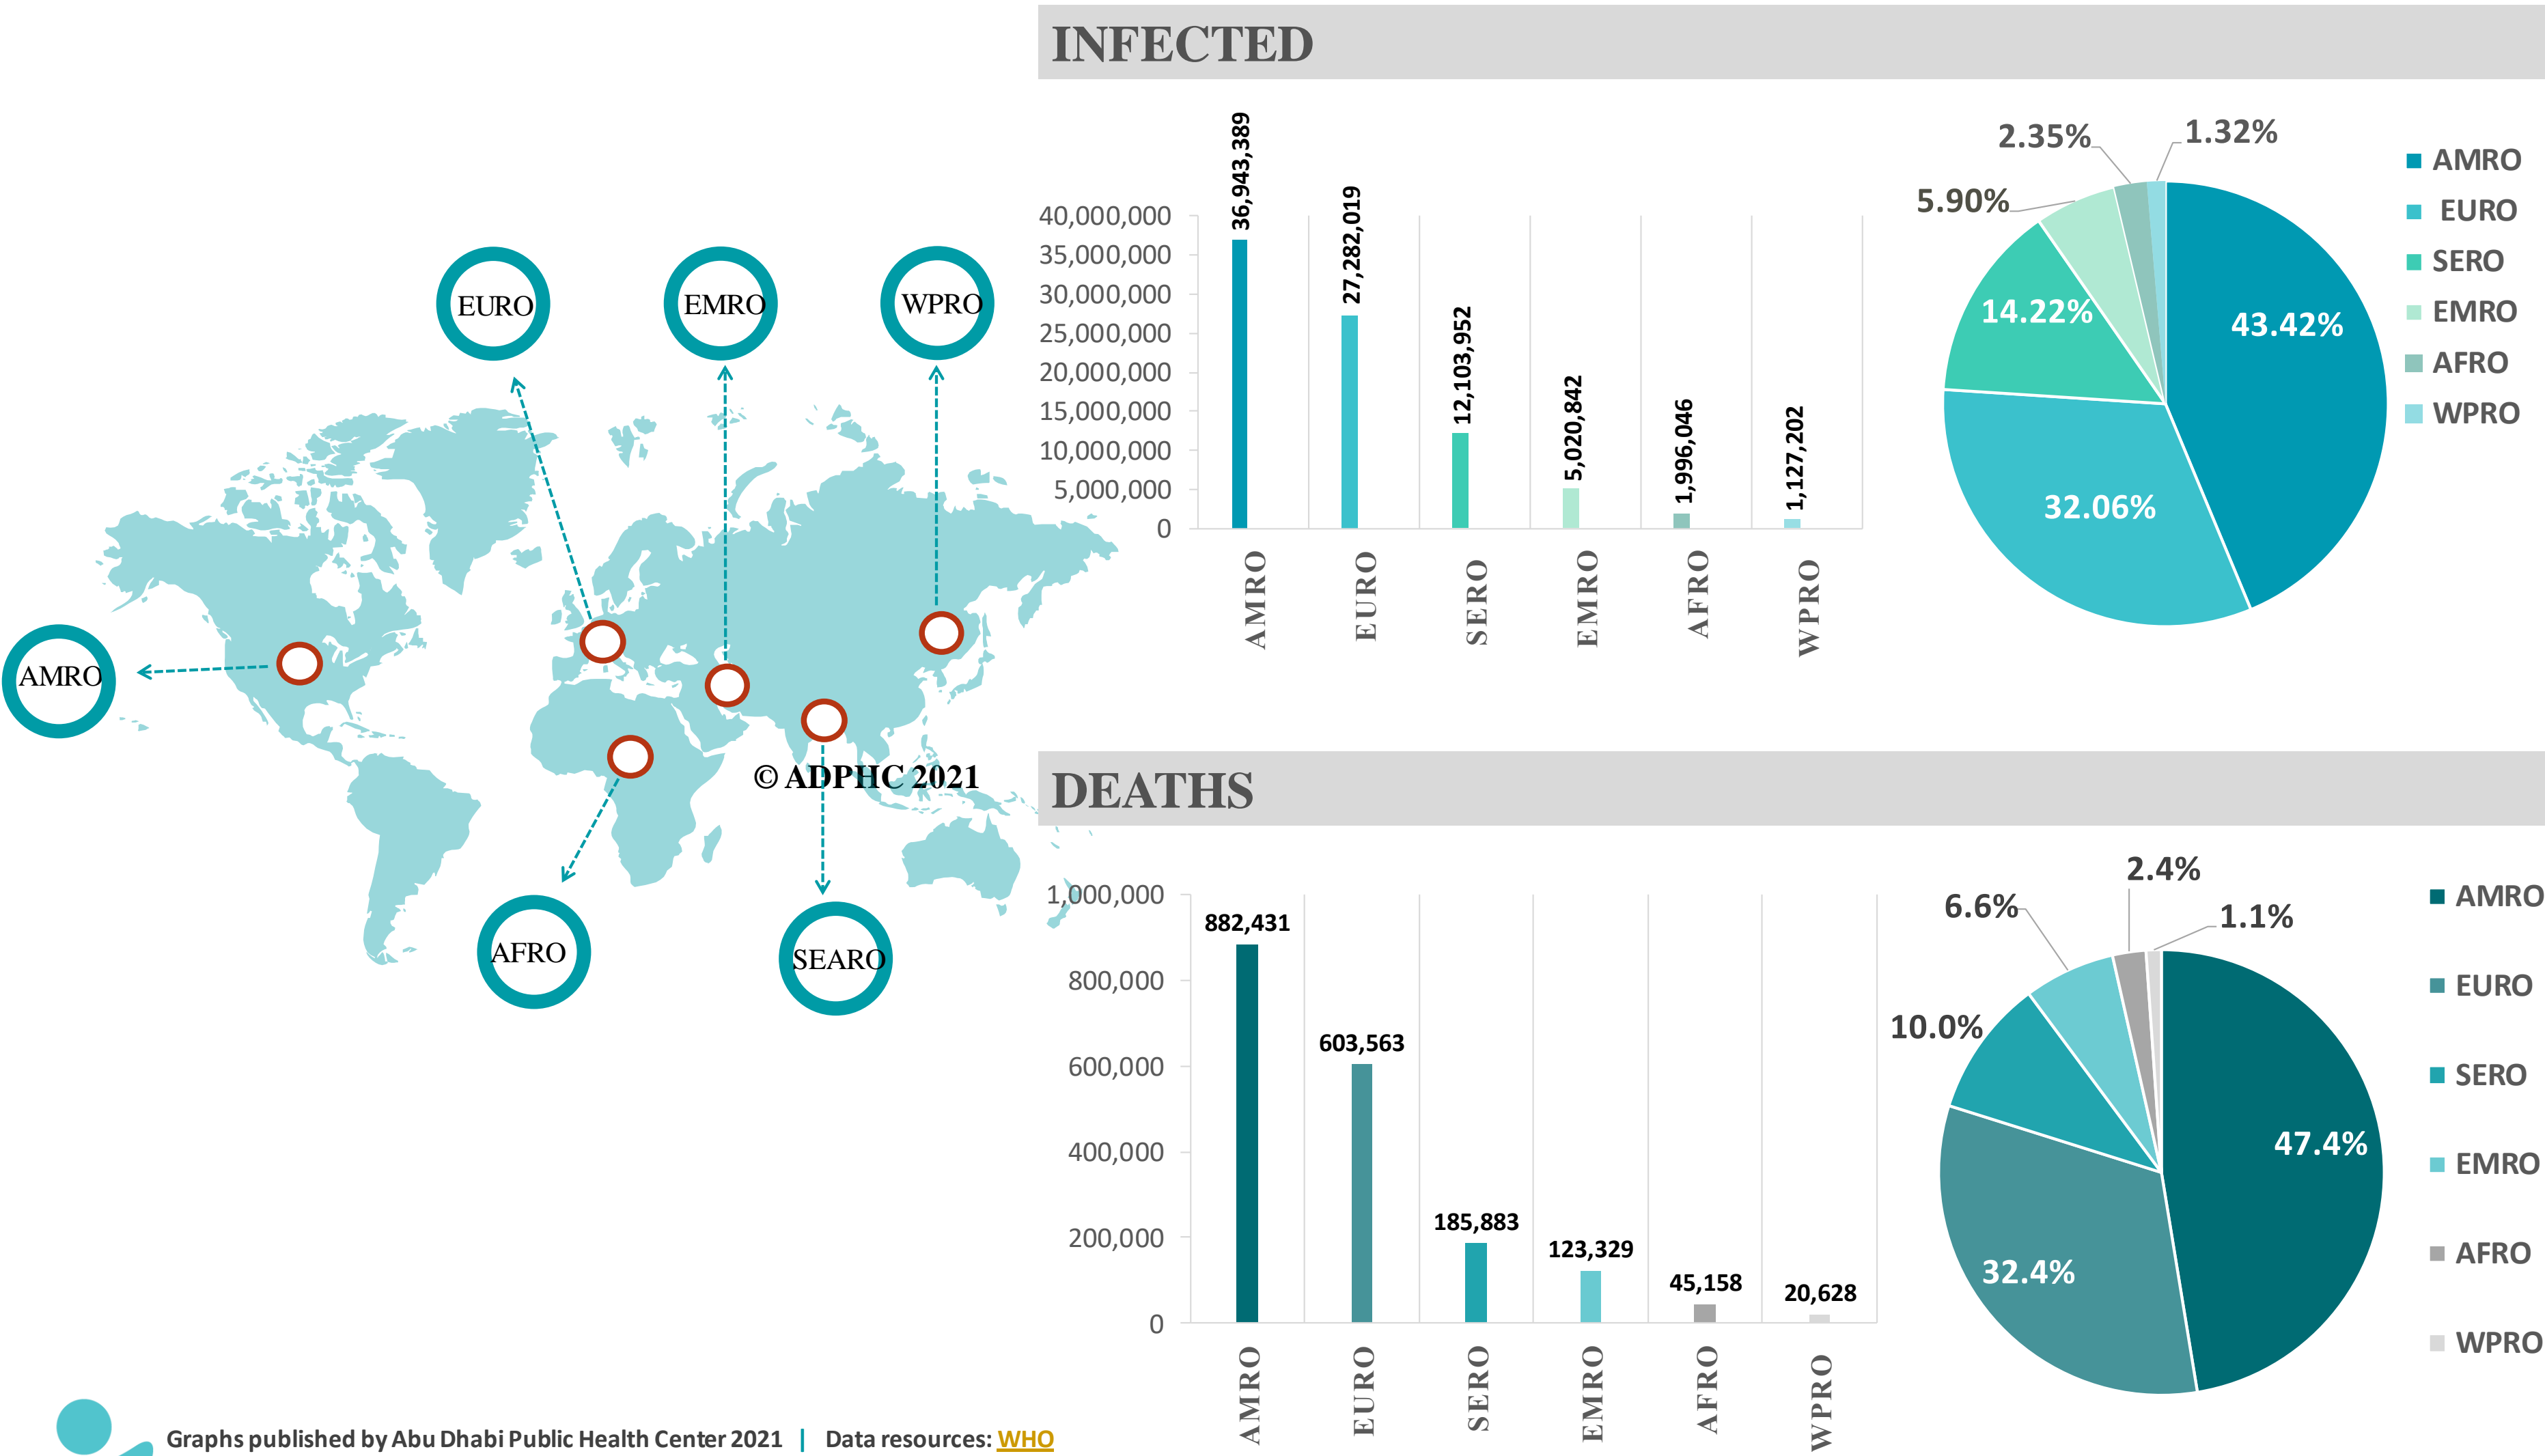 INFECTED
EURO
EMRO
WPRO
AMRO
AFRO
SEARO
© ADPHC 2021
40,000,000
35,000,000
30,000,000
25,000,000
20,000,000
15,000,000
10,000,000
5,000,000
0
36,943,389
27,282,019
12,103,952
5,020,842
1,996,046
1,127,202
AMRO
EURO
SERO
EMRO
AFRO
WPRO
2.35%
1.32%
5.90%
14.22%
43.42%
32.06%
AMRO
EURO
SERO
EMRO
AFRO
WPRO
DEATHS
1,000,000
800,000
600,000
400,000
200,000
0
882,431
603,563
185,883
123,329
45,158
20,628
AMRO
EURO
SERO
EMRO
AFRO
WPRO
2.4%
6.6%
1.1%
10.0%
47.4%
32.4%
AMRO
EURO
SERO
EMRO
AFRO
WPRO
Graphs published by Abu Dhabi Public Health Center 2021 | Data resources: WHO